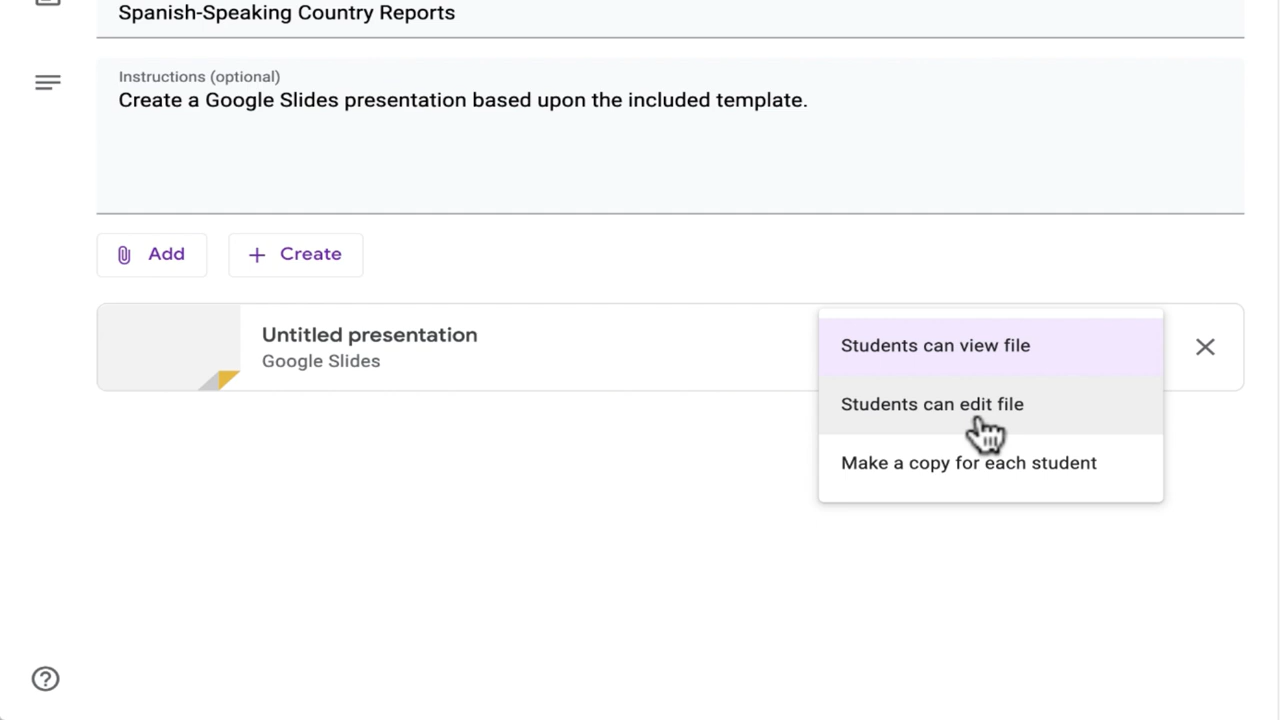 Spanish-Speaking Country Reports
Instructions (optional)
Create a Google Slides presentation based upon the included template.
Add
Create
Untitled presentation
Google Slides
Students can view file
Students can edit file
Make a copy for each student